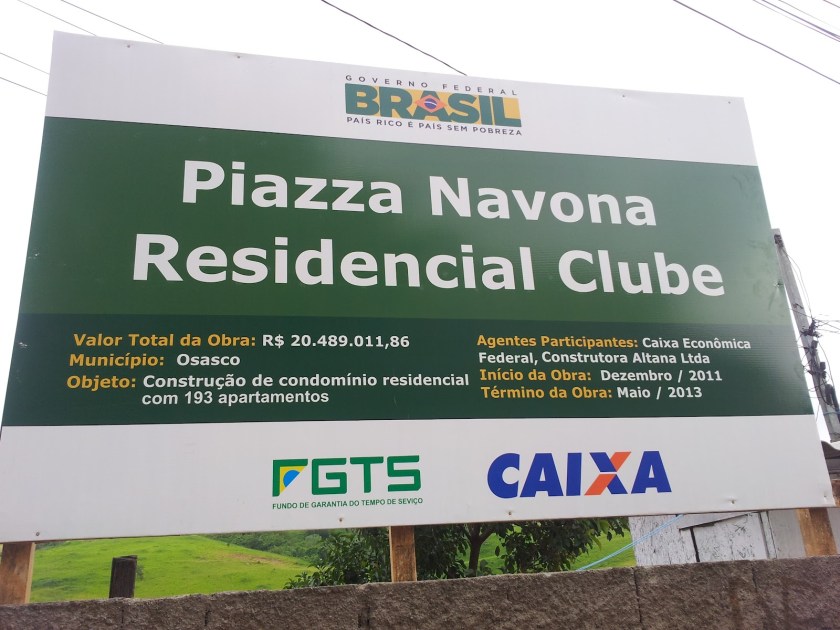 GOVERNO FEDERAL
BRASIL
PAÍS RICO É PAÍS SEM POBREZA
Piazza Navona
Residencial Clube
Valor Total da Obra: R$ 20.489.011,86
Município: Osasco
Objeto: Construção de condomínio residencial
com 193 apartamentos
Agentes Participantes: Caixa Econômica
Federal, Construtora Altana Ltda
Início da Obra: Dezembro / 2011
Término da Obra: Maio / 2013
FGTS
FUNDO DE GARANTIA DO TEMPO DE SEVIÇO
CAIXA